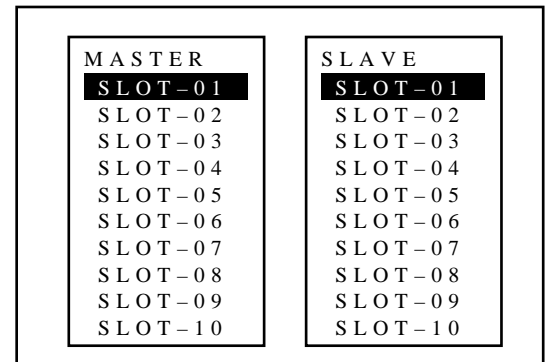 MASTER
SLOT–01
SLOT–02
SLOT–03
SLOT–04
SLOT–05
SLOT–06
SLOT–07
SLOT–08
SLOT–09
SLOT–10
SLAVE
SLOT–01
SLOT–02
SLOT–03
SLOT–04
SLOT–05
SLOT–06
SLOT–07
SLOT–08
SLOT–09
SLOT–10